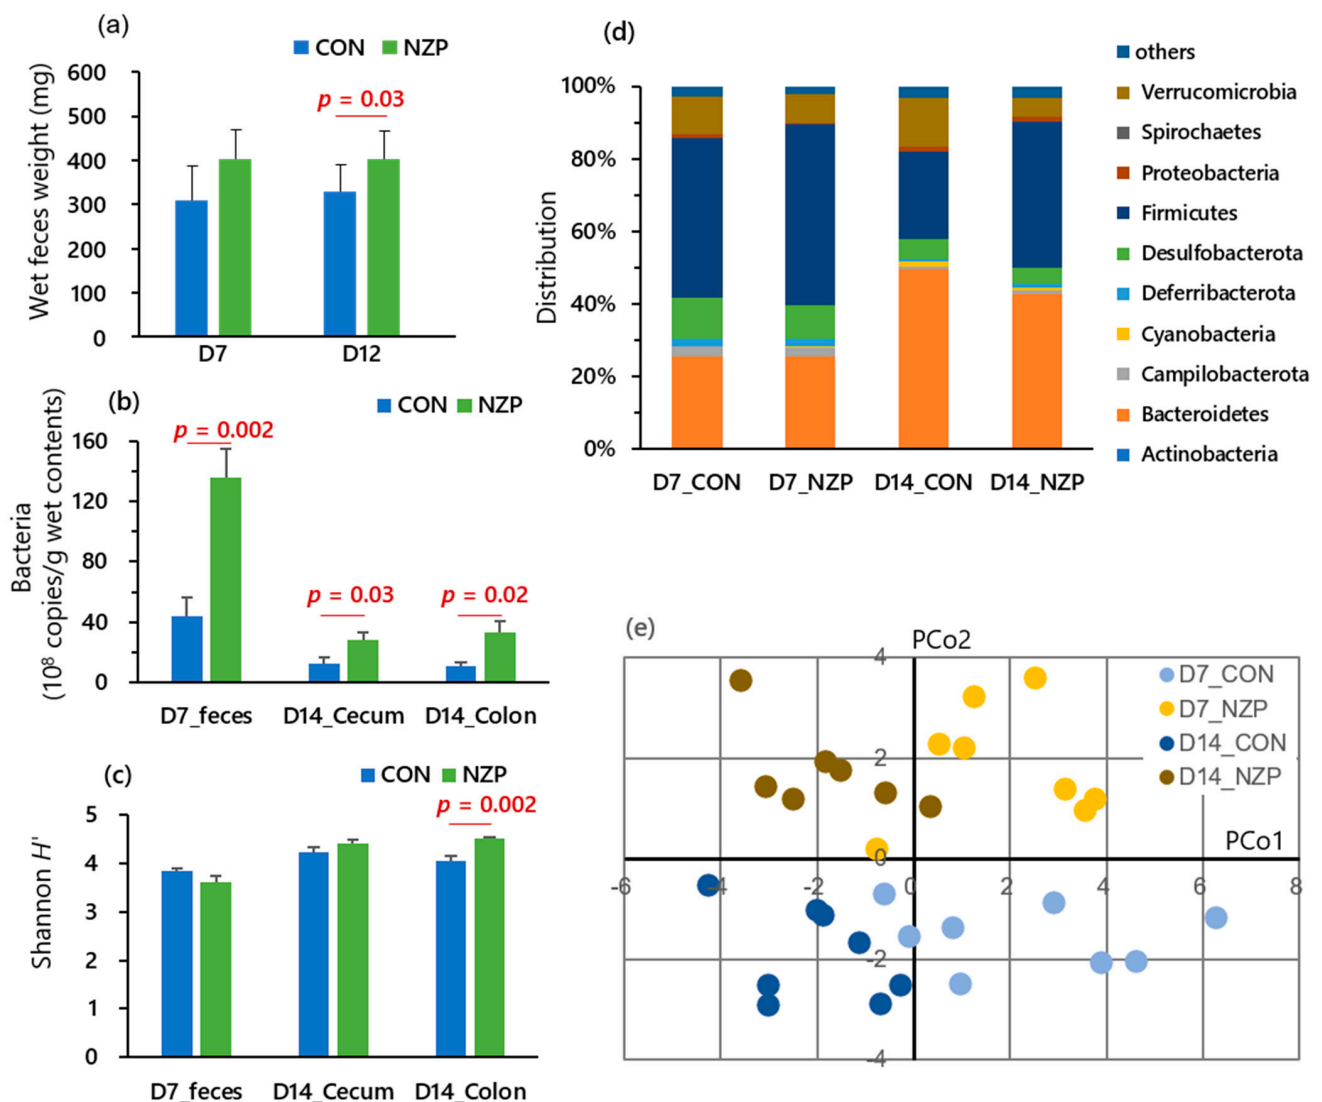 (a)
CON NZP
Wet feces weight (mg)
600
500
400
300
200
100
0
p = 0.03
D7 D12
(b)
CON NZP
Bacteria
(10⁸ copies/g wet contents)
160
120
80
40
0
p = 0.002
p = 0.03
p = 0.02
D7_feces D14_Cecum D14_Colon
(c)
CON NZP
Shannon H'
5
4
3
2
1
0
p = 0.002
D7_feces D14_Cecum D14_Colon
(d)
Distribution
100%
80%
60%
40%
20%
0%
D7_CON D7_NZP D14_CON D14_NZP
others
Verrucomicrobia
Spirochaetes
Proteobacteria
Firmicutes
Desulfobacterota
Deferribacterota
Cyanobacteria
Campilobacterota
Bacteroidetes
Actinobacteria
(e)
PCo2
4
2
0
-2
-4
PCo1
-6 -4 -2 0 2 4 6 8
D7_CON
D7_NZP
D14_CON
D14_NZP